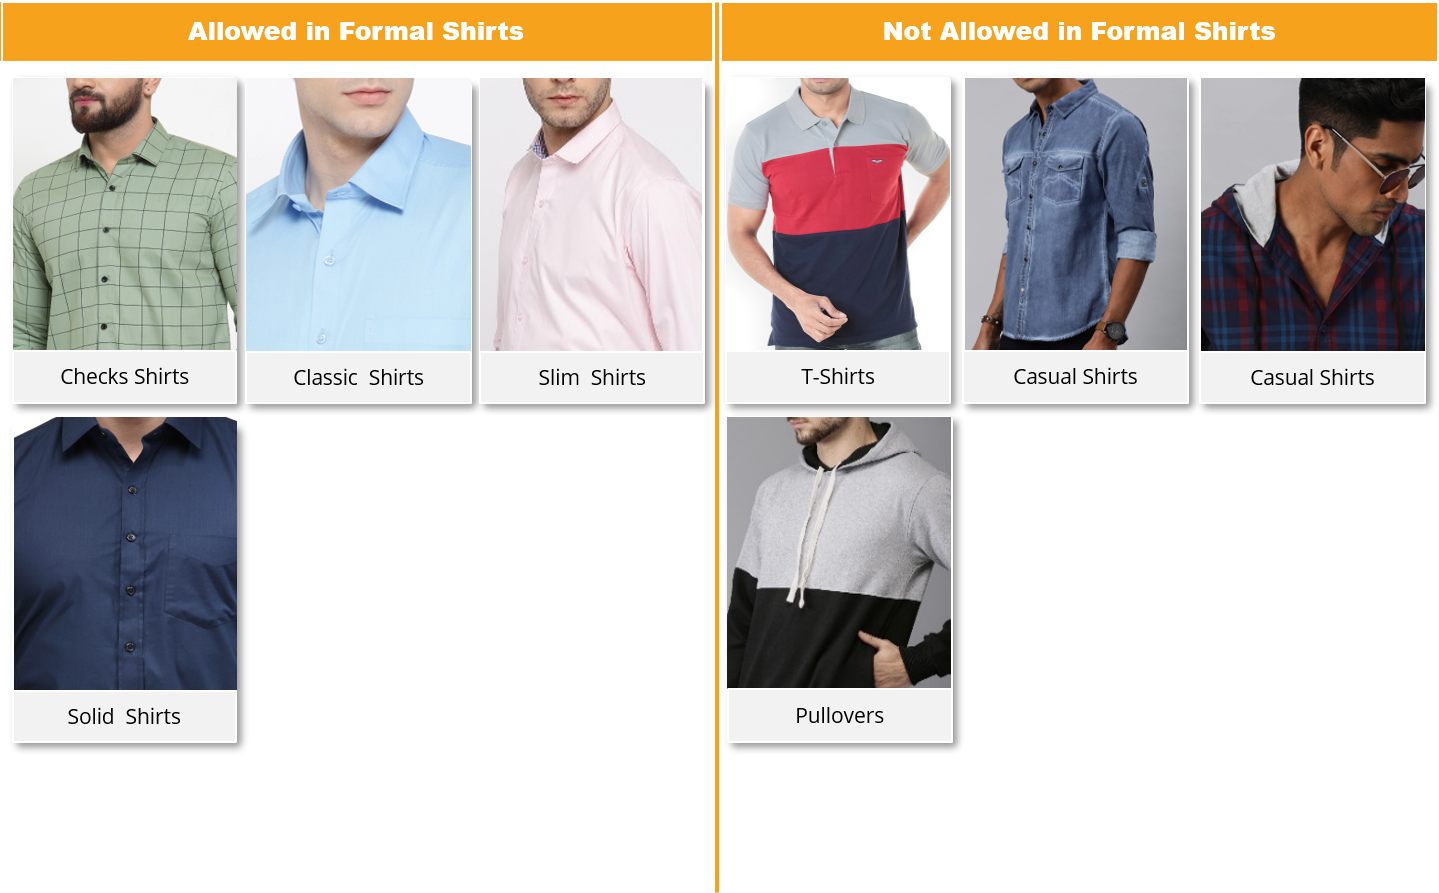 Allowed in Formal Shirts
Not Allowed in Formal Shirts
Checks Shirts
Classic Shirts
Slim Shirts
T-Shirts
Casual Shirts
Casual Shirts
Solid Shirts
Pullovers